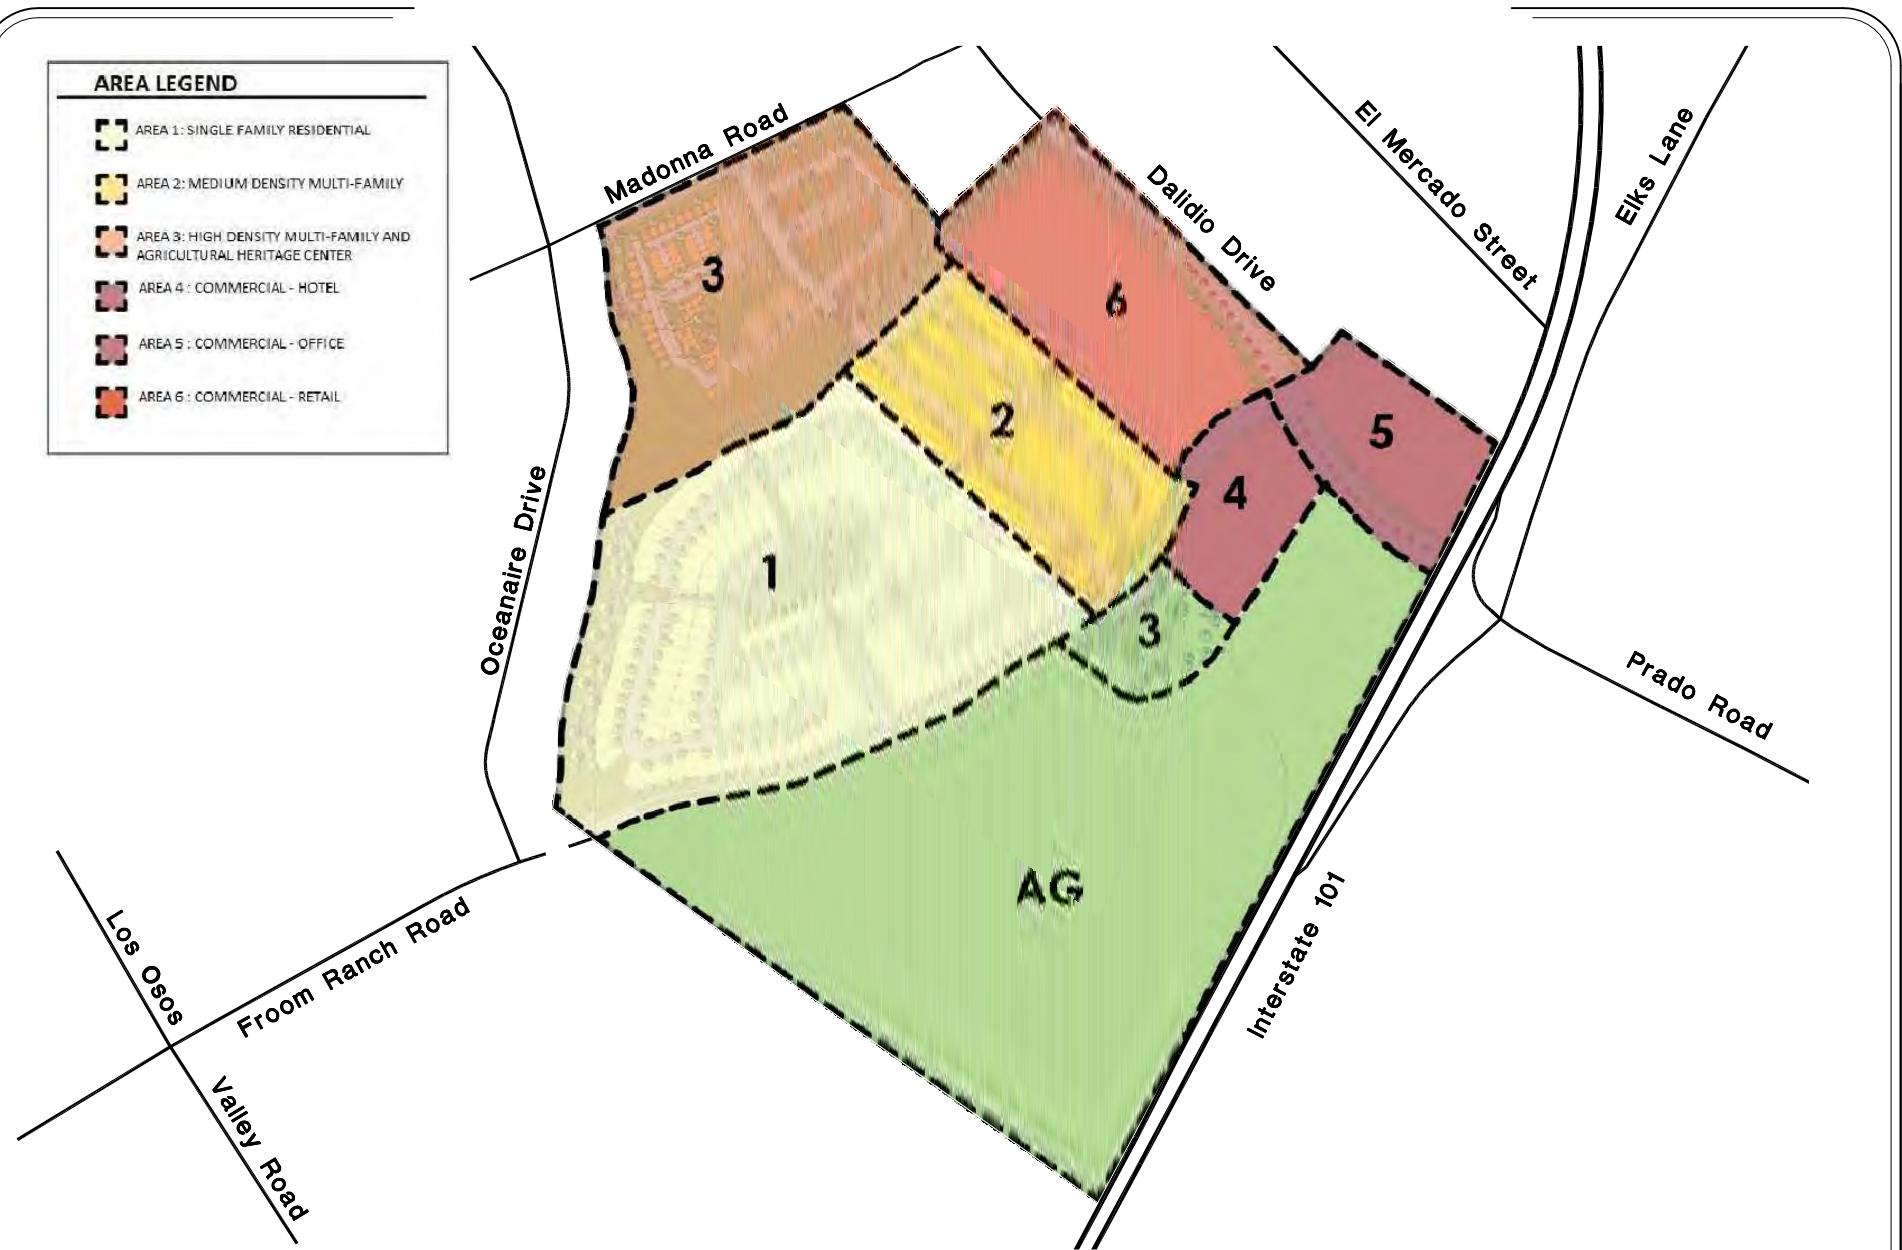 AREA LEGEND
AREA 1: SINGLE FAMILY RESIDENTIAL
AREA 2: MEDIUM DENSITY MULTI-FAMILY
AREA 3: HIGH DENSITY MULTI-FAMILY AND
AGRICULTURAL HERITAGE CENTER
AREA 4 : COMMERCIAL - HOTEL
AREA 5 : COMMERCIAL - OFFICE
AREA 6 : COMMERCIAL - RETAIL
Madonna Road
Dalidio Drive
El Mercado Street
Elks Lane
3
6
2
5
4
1
3
Oceanaire Drive
Prado Road
AG
Interstate 101
Froom Ranch Road
Los Osos
Valley Road